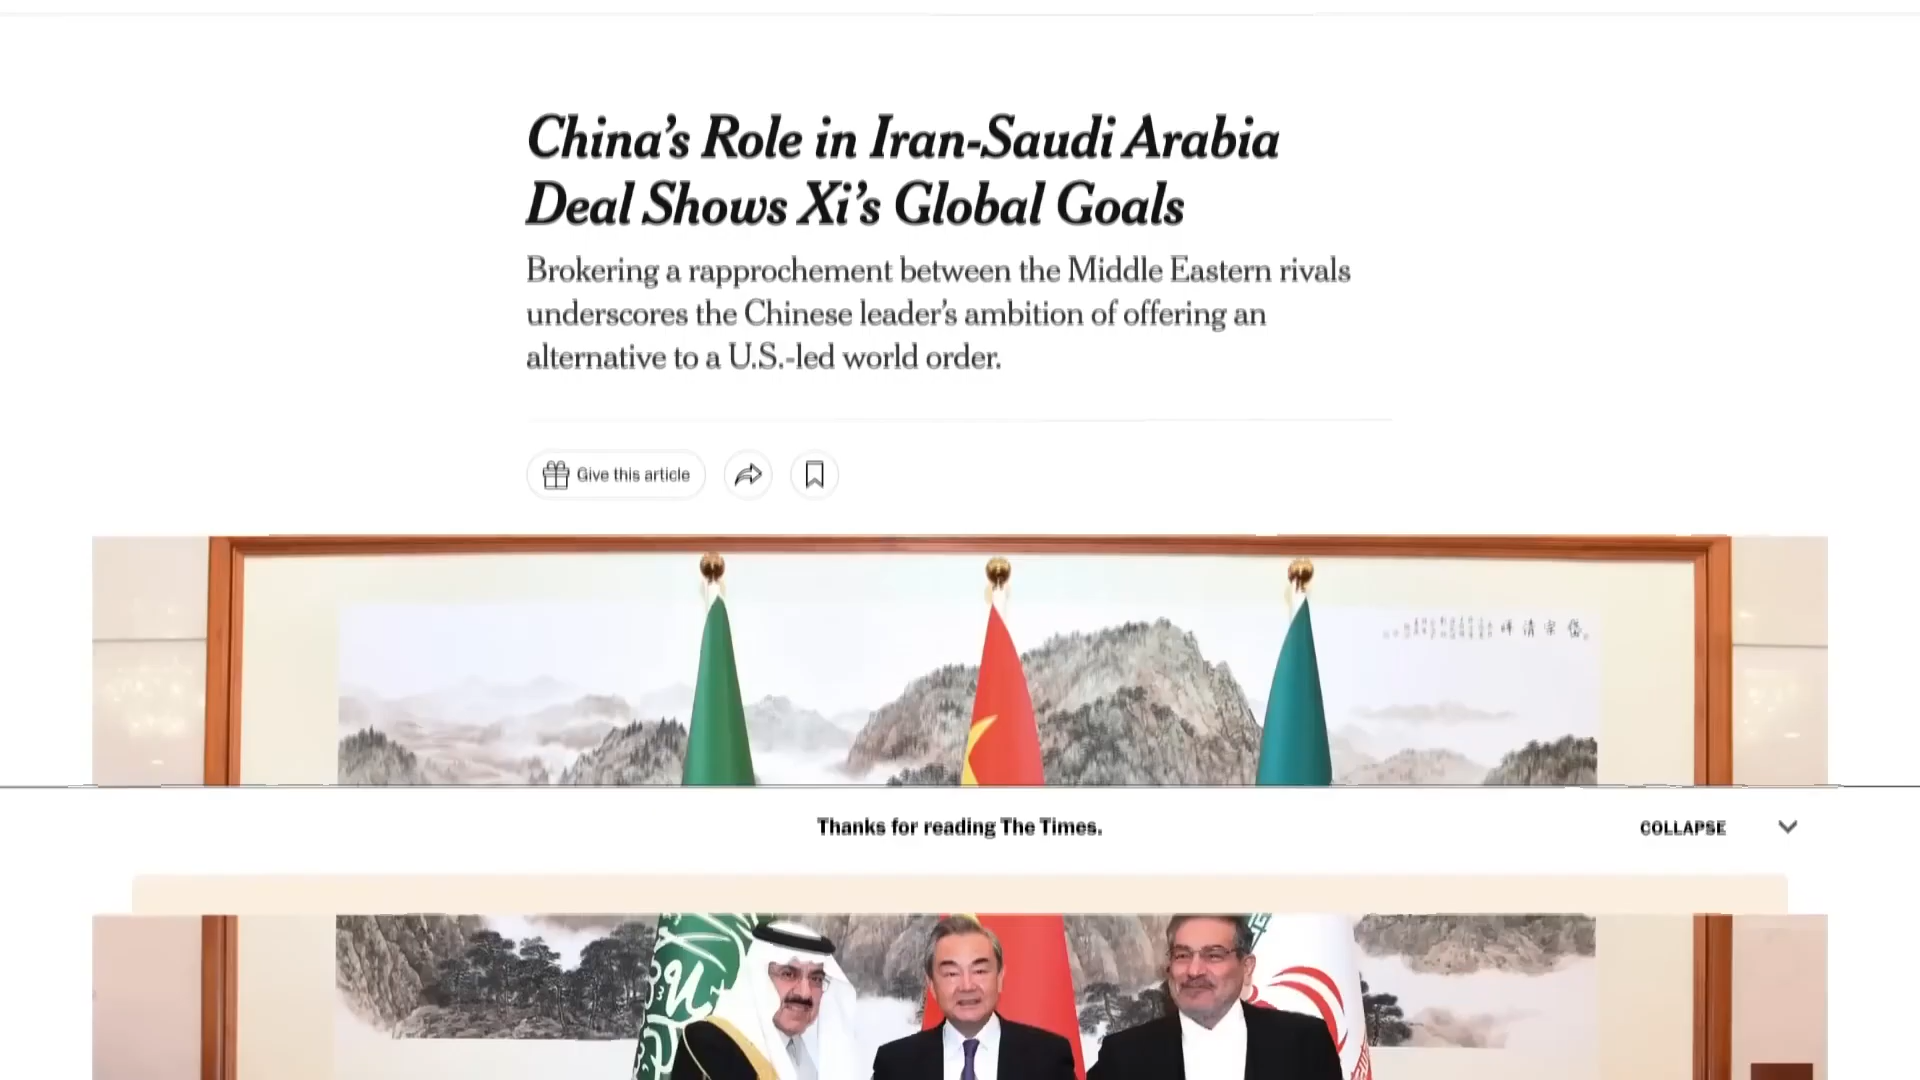 China’s Role in Iran-Saudi Arabia
Deal Shows Xi’s Global Goals
Brokering a rapprochement between the Middle Eastern rivals
underscores the Chinese leader’s ambition of offering an
alternative to a U.S.-led world order.
Give this article
Thanks for reading The Times.
COLLAPSE